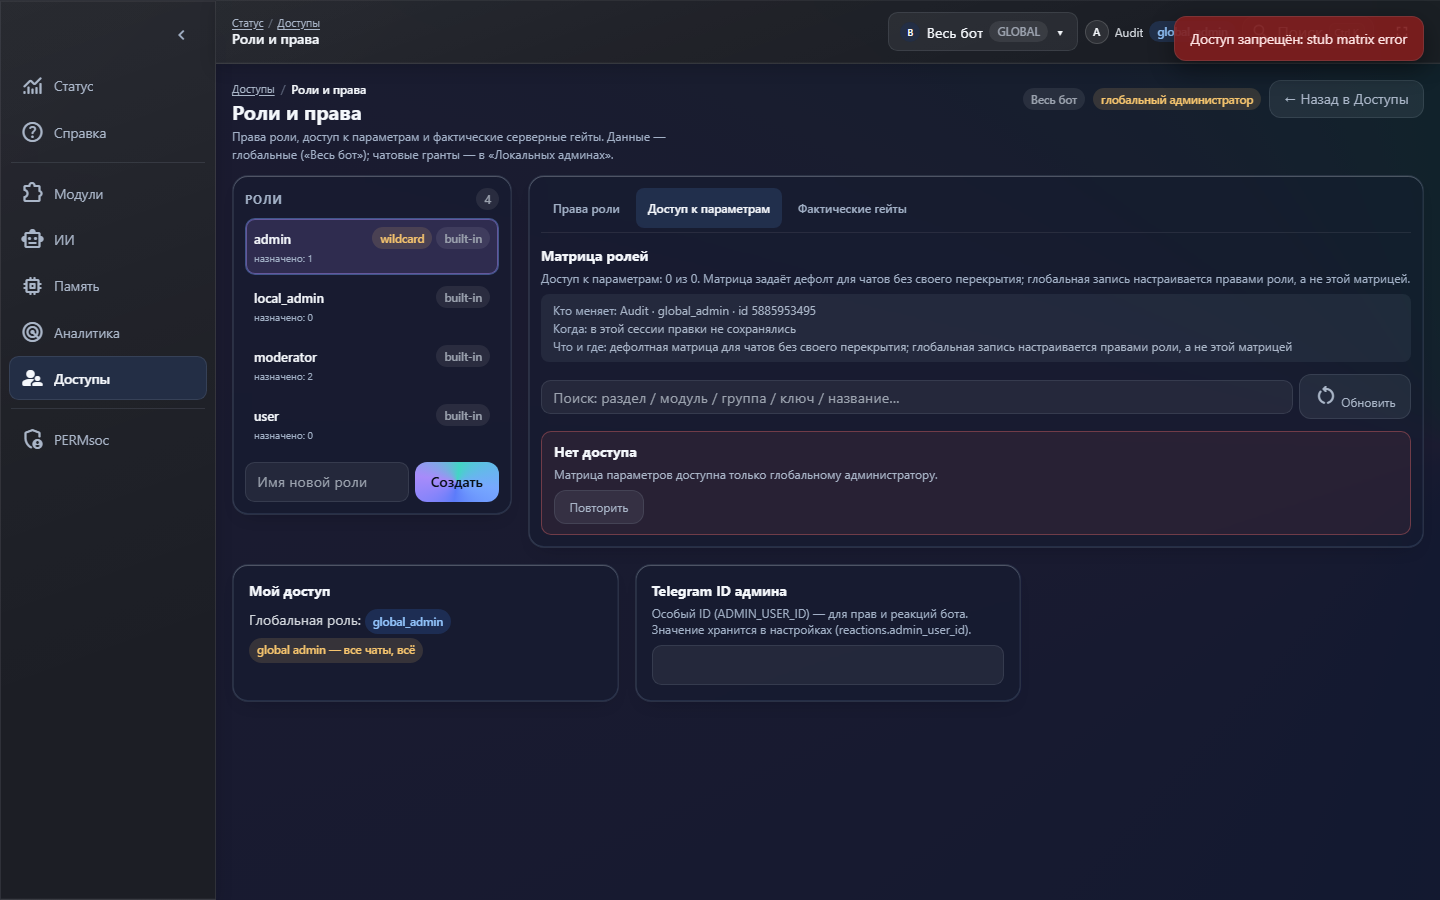 Статус
Справка
Модули
ИИ
Память
Аналитика
Доступы
PERMsoc
Статус / Доступы
Роли и права
В Весь бот GLOBAL ▾
A Audit glo
Доступ запрещён: stub matrix error
Доступы / Роли и права
Роли и права
Права роли, доступ к параметрам и фактические серверные гейты. Данные —
глобальные («Весь бот»); чатовые гранты — в «Локальных админах».
Весь бот глобальный администратор ← Назад в Доступы
РОЛИ 4
admin wildcard built-in
назначено: 1
local_admin built-in
назначено: 0
moderator built-in
назначено: 2
user built-in
назначено: 0
Имя новой роли Создать
Права роли Доступ к параметрам Фактические гейты
Матрица ролей
Доступ к параметрам: 0 из 0. Матрица задаёт дефолт для чатов без своего перекрытия; глобальная запись настраивается правами роли, а не этой матрицей.
Кто меняет: Audit · global_admin · id 5885953495
Когда: в этой сессии правки не сохранялись
Что и где: дефолтная матрица для чатов без своего перекрытия; глобальная запись настраивается правами роли, а не этой матрицей
Поиск: раздел / модуль / группа / ключ / название...
Обновить
Нет доступа
Матрица параметров доступна только глобальному администратору.
Повторить
Мой доступ
Глобальная роль: global_admin
global admin — все чаты, всё
Telegram ID админа
Особый ID (ADMIN_USER_ID) — для прав и реакций бота.
Значение хранится в настройках (reactions.admin_user_id).